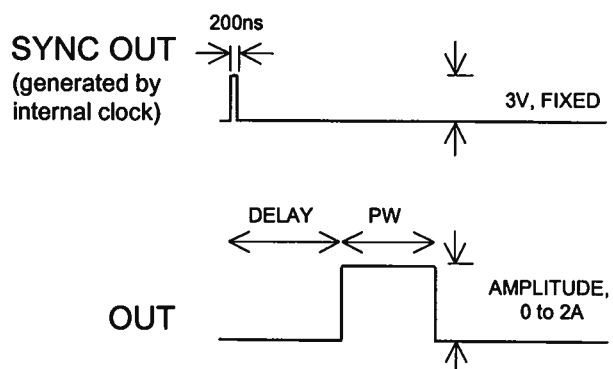 200ns
SYNC OUT
(generated by
internal clock)
3V, FIXED
DELAY
PW
AMPLITUDE,
0 to 2A
OUT